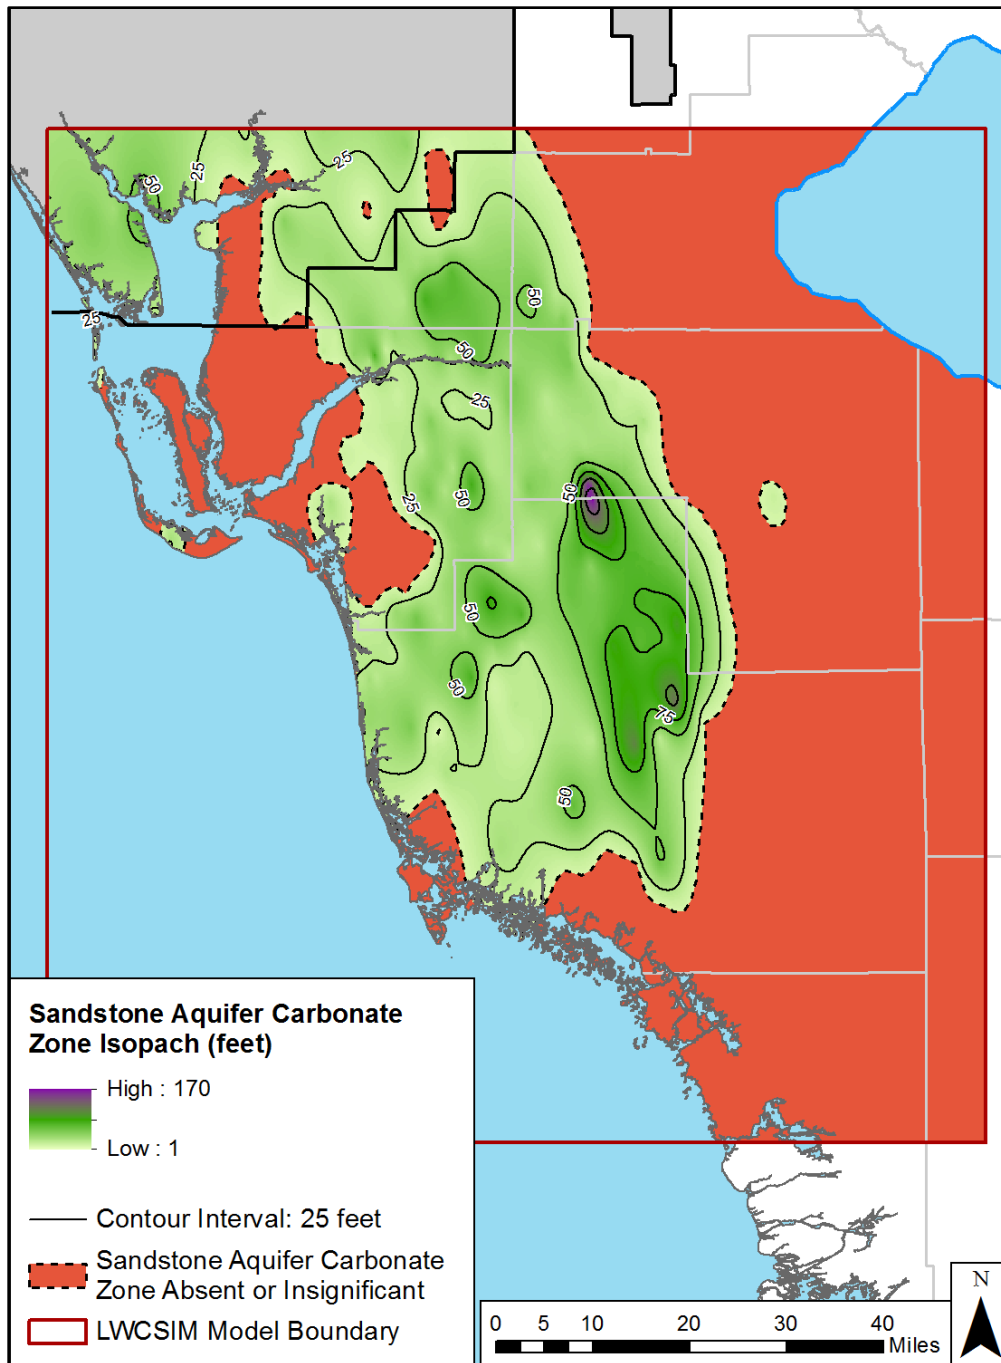 25
50
25
25
50
50
25
50
25
50
50
50
75
50
Sandstone Aquifer Carbonate
Zone Isopach (feet)
High : 170
Low : 1
Contour Interval: 25 feet
Sandstone Aquifer Carbonate
Zone Absent or Insignificant
LWCSIM Model Boundary
N
0 5 10 20 30 40
Miles